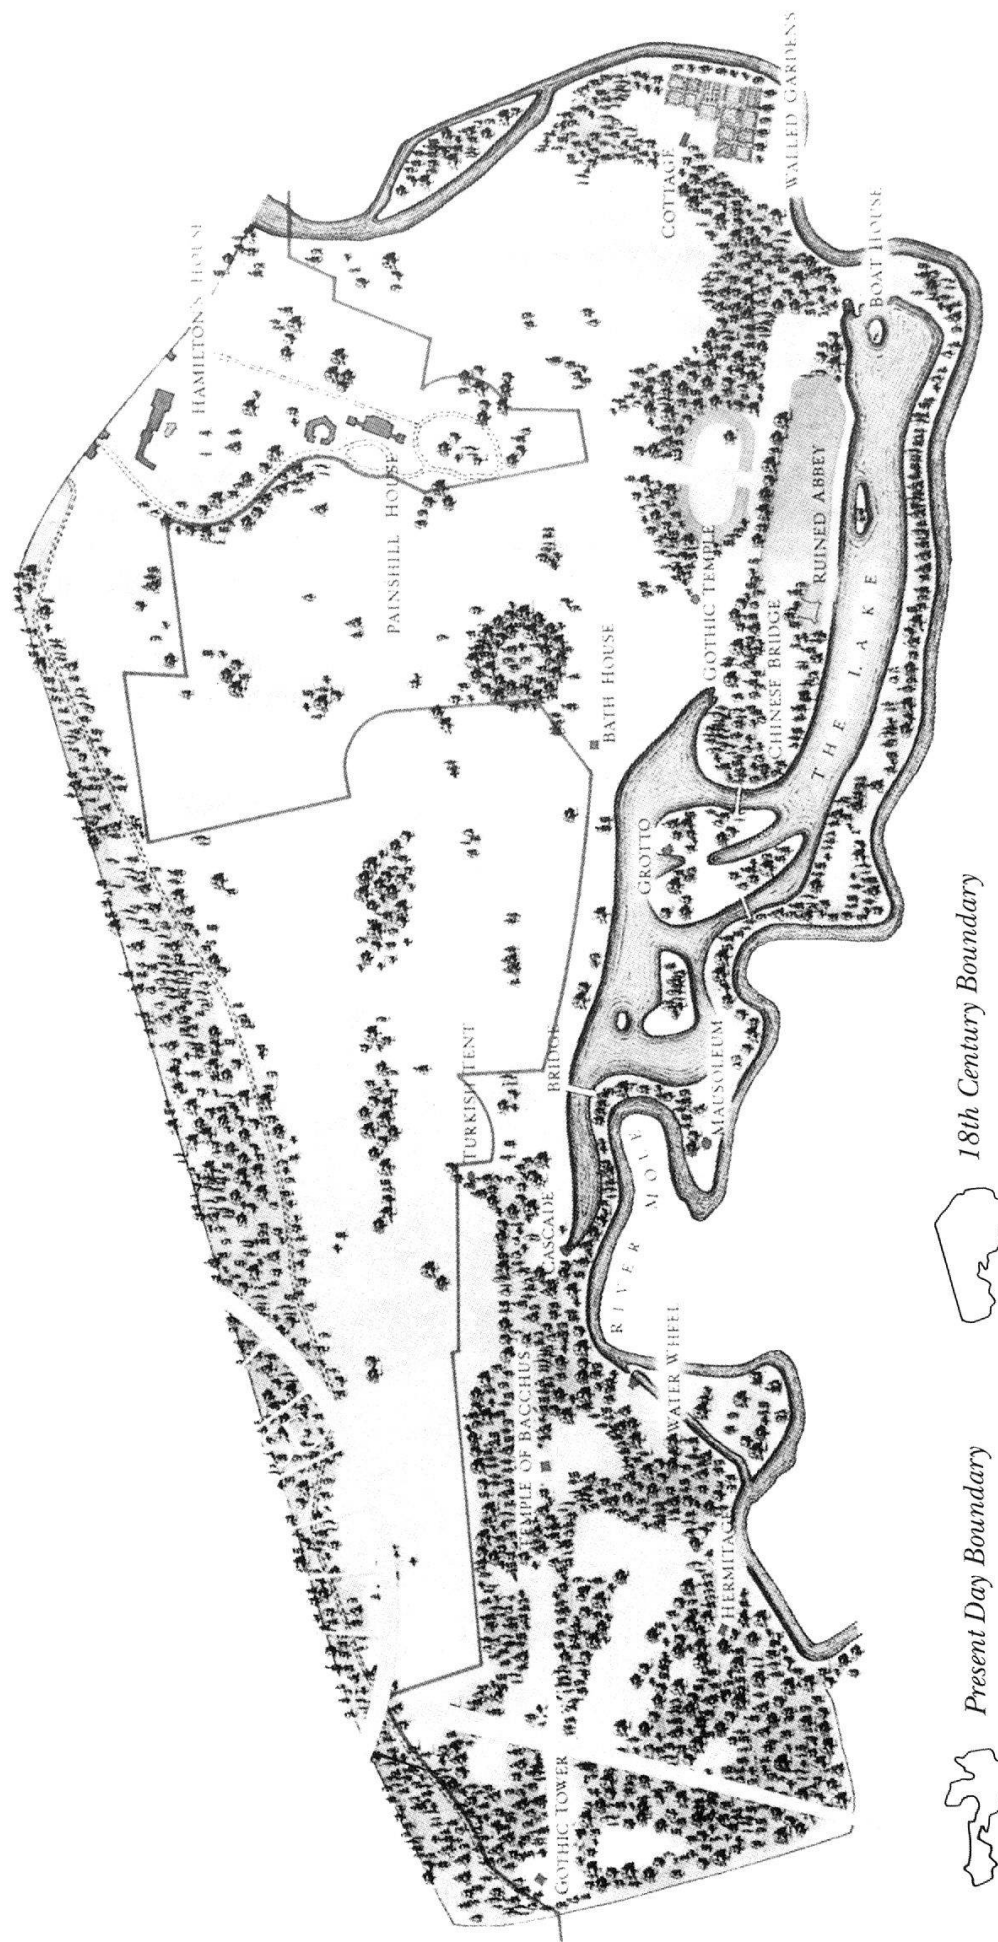 HAMILTON'S HOUSE
WALLED GARDENS
COTTAGE
BOAT HOUSE
PAINSHILL HOUSE
RUINED ABBEY
GOTHIC TEMPLE
CHINESE BRIDGE
BATH HOUSE
THE LAKE
GROTTO
BRIDGE
TURKISH TENT
MAUSOLEUM
CASCADE
RIVER MOLE
TEMPLE OF BACCHUS
WATER WHEEL
HERMITAGE
GOTHIC TOWER
Present Day Boundary
18th Century Boundary